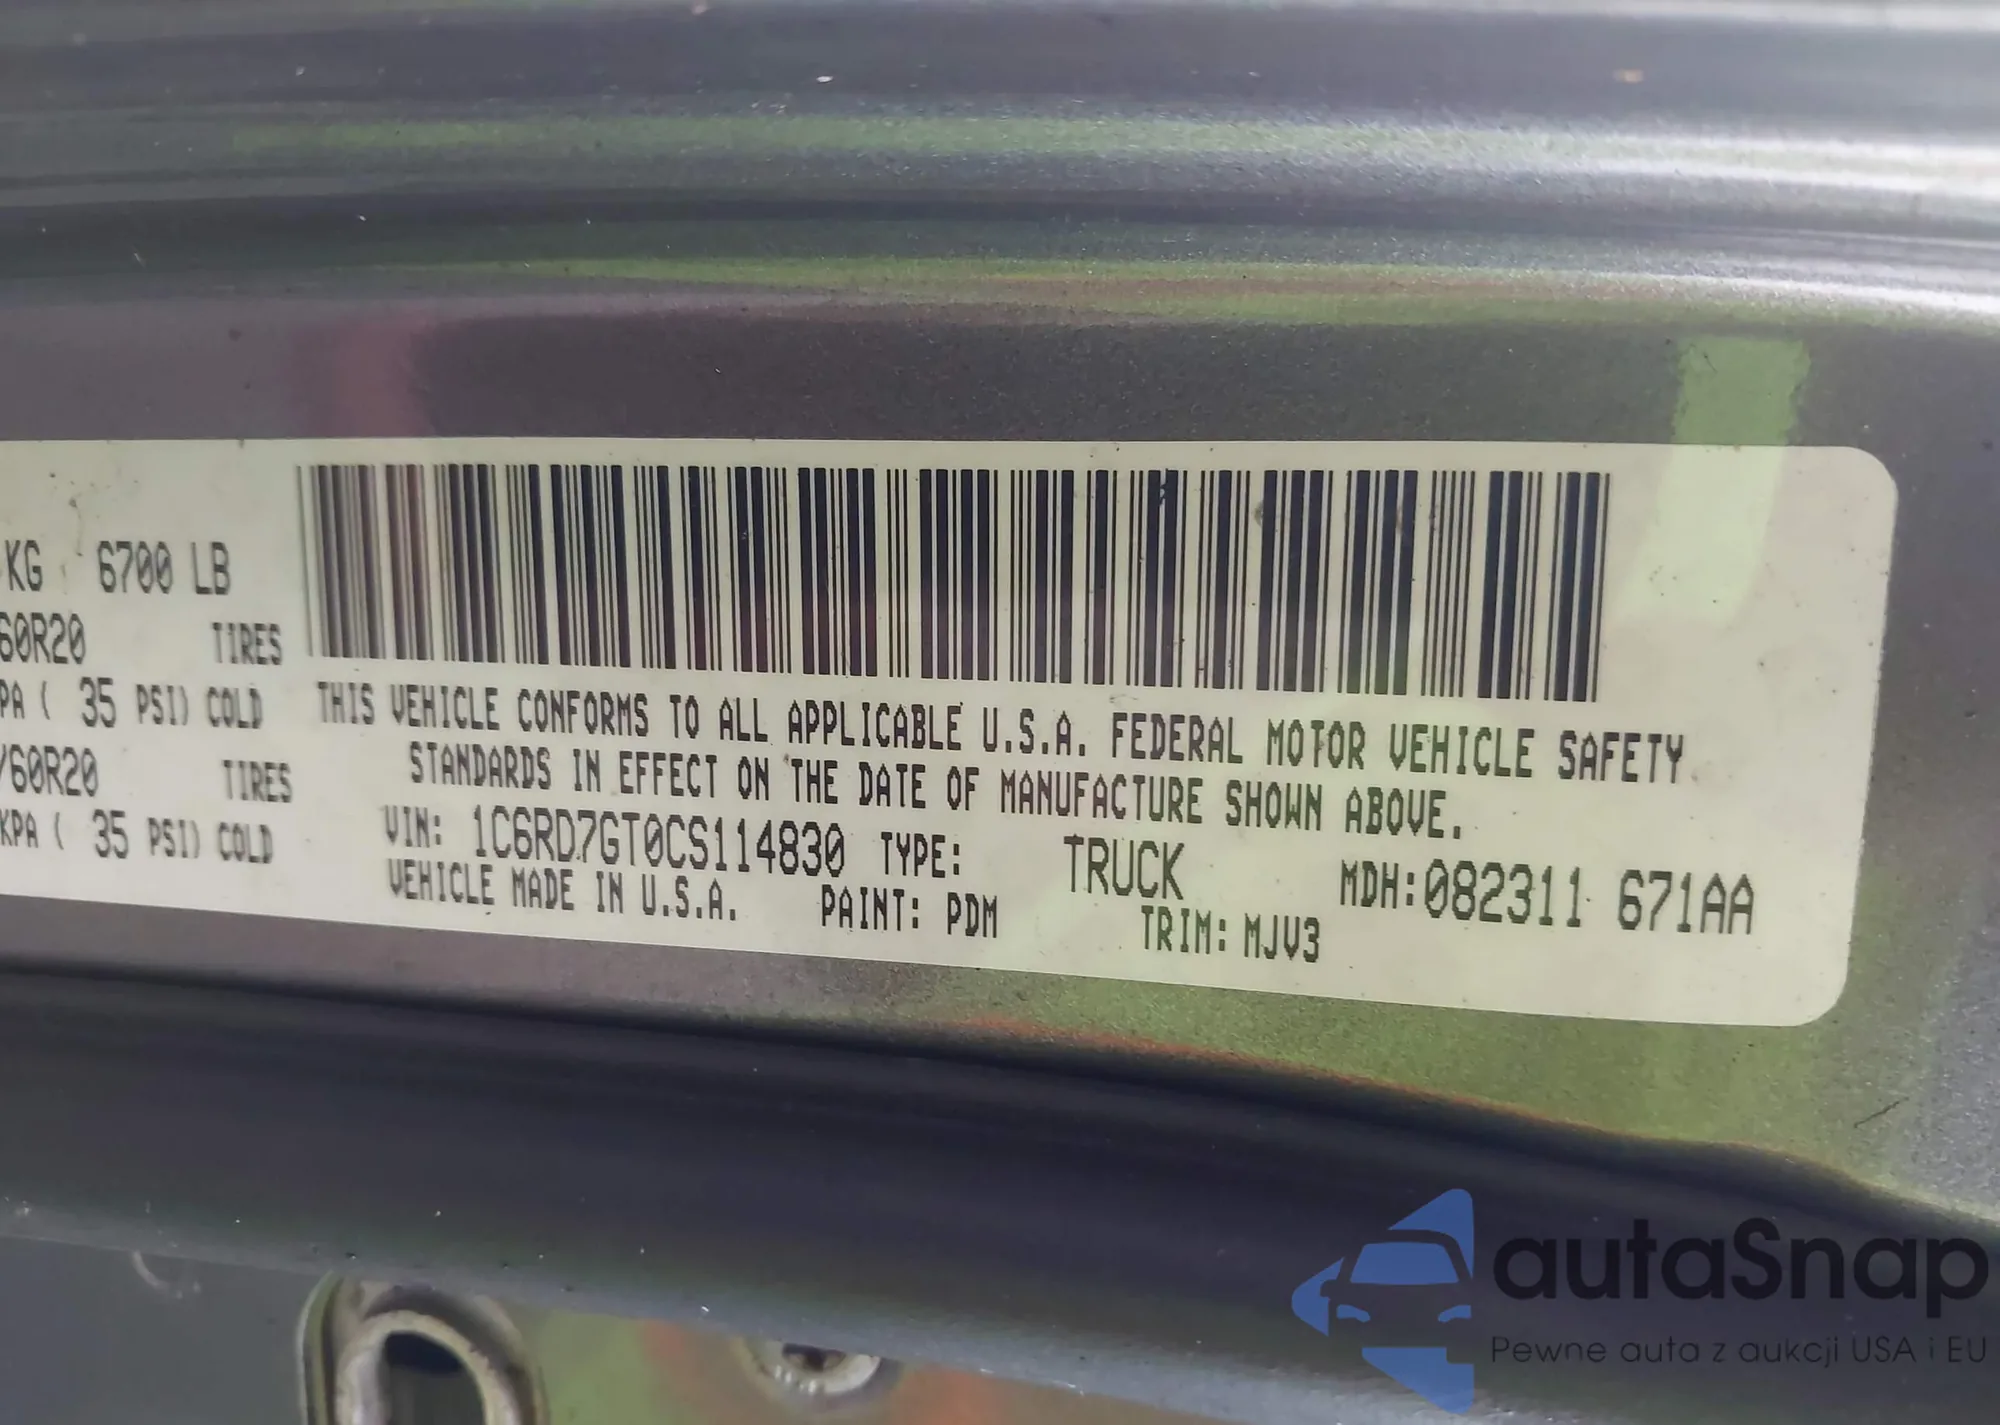 KG 6700 LB
60R20 TIRES
PA ( 35 PSI) COLD
/60R20 TIRES
KPA ( 35 PSI) COLD
THIS VEHICLE CONFORMS TO ALL APPLICABLE U.S.A. FEDERAL MOTOR VEHICLE SAFETY
STANDARDS IN EFFECT ON THE DATE OF MANUFACTURE SHOWN ABOVE.
VIN: 1C6RD7GT0CS114830 TYPE: TRUCK MDH:082311 671AA
VEHICLE MADE IN U.S.A. PAINT: PDM TRIM: MJV3
autaSnap
Pewne auta z aukcji USA i EU